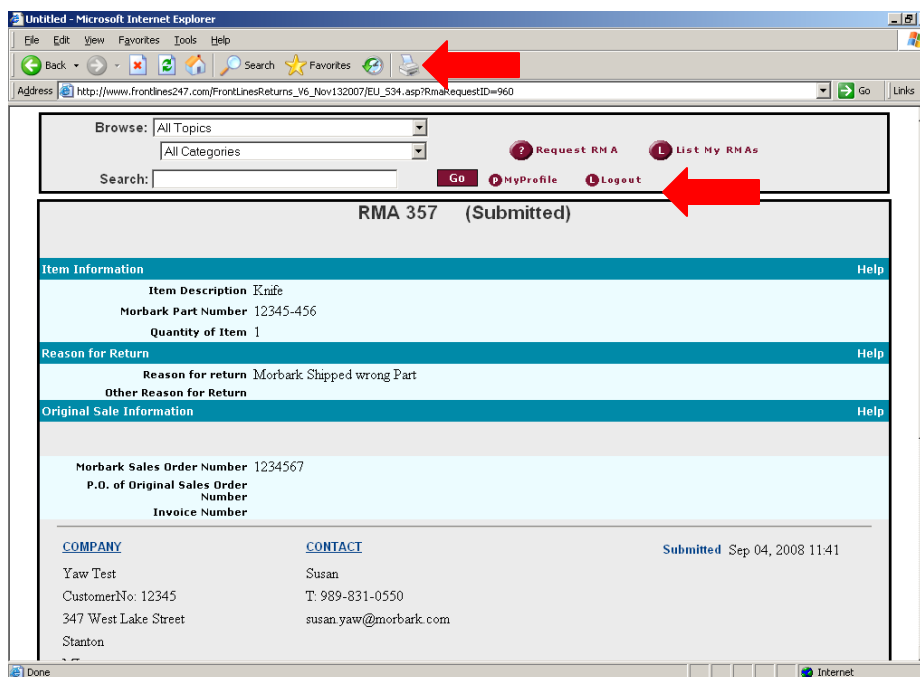 Untitled - Microsoft Internet Explorer
File Edit View Favorites Tools Help
Back Search Favorites
Address http://www.frontlines247.com/FrontLinesReturns_V6_Nov132007/EU_534.asp?RmaRequestID=960 Go Links
Browse: All Topics
All Categories ? Request RMA L List My RMAs
Search: Go P MyProfile L Logout
RMA 357 (Submitted)
Item Information Help
Item Description Knife
Morbark Part Number 12345-456
Quantity of Item 1
Reason for Return Help
Reason for return Morbark Shipped wrong Part
Other Reason for Return
Original Sale Information Help
Morbark Sales Order Number 1234567
P.O. of Original Sales Order
Number
Invoice Number
COMPANY CONTACT Submitted Sep 04, 2008 11:41
Yaw Test Susan
CustomerNo: 12345 T: 989-831-0550
347 West Lake Street susan.yaw@morbark.com
Stanton
Done Internet